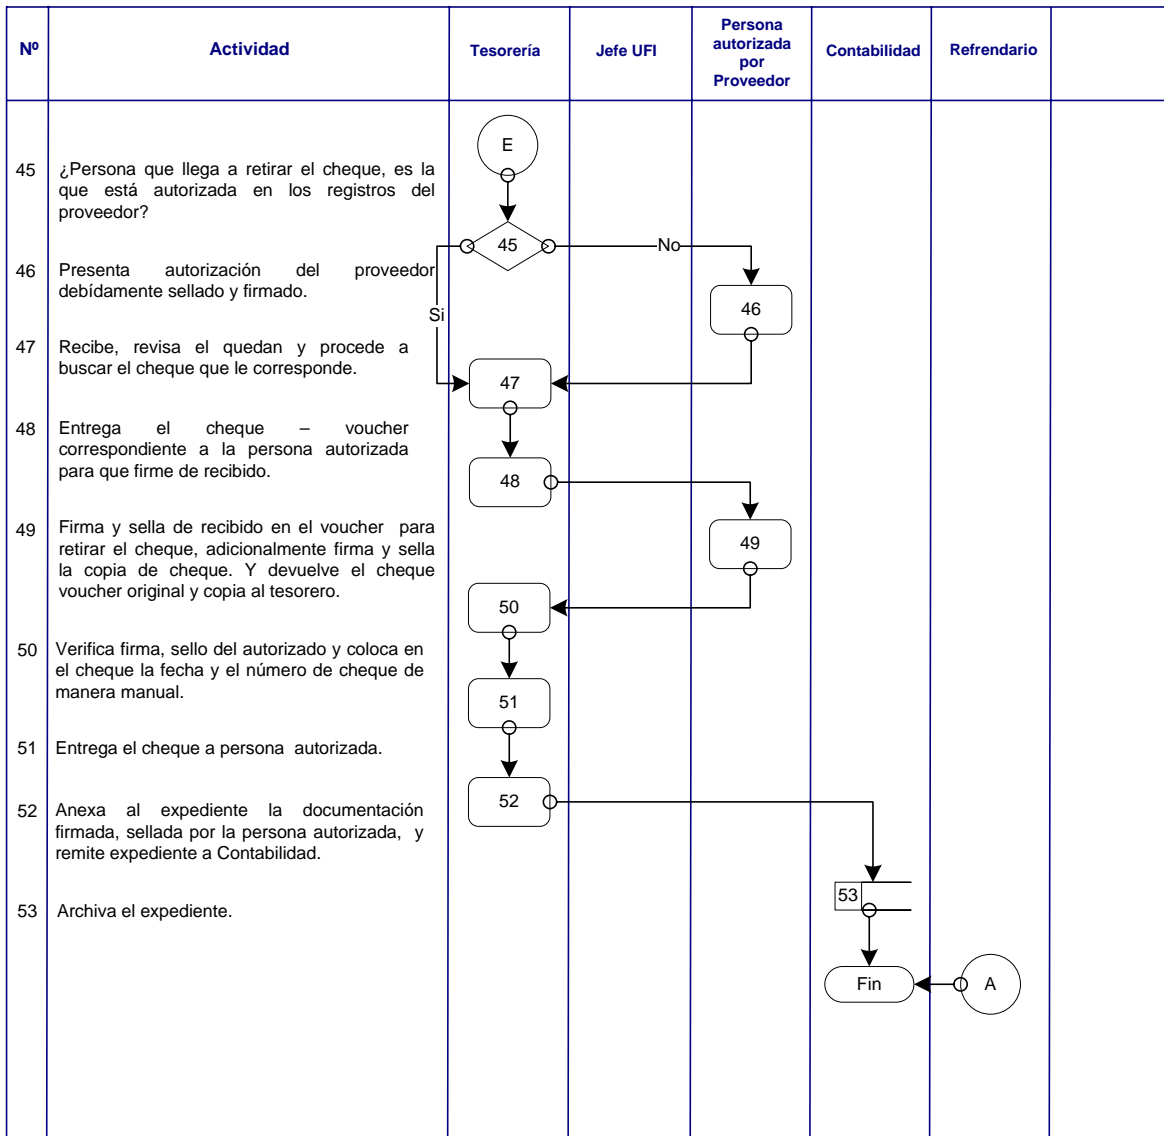 Nº
Actividad
Tesorería
Jefe UFI
Persona
autorizada
por
Proveedor
Contabilidad
Refrendario
45
¿Persona que llega a retirar el cheque, es la
que está autorizada en los registros del
proveedor?
46
Presenta autorización del proveedor
debídamente sellado y firmado.
47
Recibe, revisa el quedan y procede a
buscar el cheque que le corresponde.
48
Entrega el cheque – voucher
correspondiente a la persona autorizada
para que firme de recibido.
49
Firma y sella de recibido en el voucher para
retirar el cheque, adicionalmente firma y sella
la copia de cheque. Y devuelve el cheque
voucher original y copia al tesorero.
50
Verifica firma, sello del autorizado y coloca en
el cheque la fecha y el número de cheque de
manera manual.
51
Entrega el cheque a persona autorizada.
52
Anexa al expediente la documentación
firmada, sellada por la persona autorizada, y
remite expediente a Contabilidad.
53
Archiva el expediente.
E
45
No
Si
46
47
48
49
50
51
52
53
Fin
A